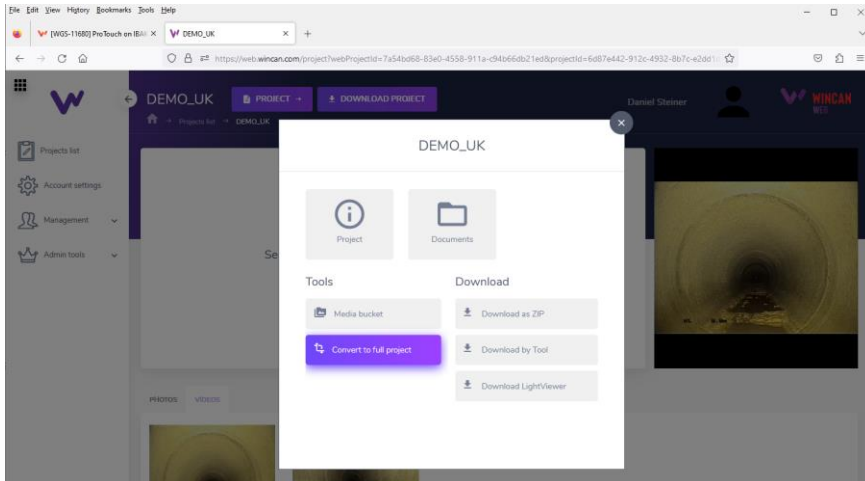 File Edit View History Bookmarks Tools Help
[WGS-11680] ProTouch on IBA
DEMO_UK
https://web.wincan.com/project?webProjectId=7a54bd68-83e0-4558-911a-c94b66db21ed&projectId=6d87e442-912c-4932-8b7c-e2dd
DEMO_UK
PROJECT →
DOWNLOAD PROJECT
Daniel Steiner
WINCAN
WEB
Projects list → DEMO_UK
Projects list
Account settings
Management
Admin tools
Se
DEMO_UK
Project
Documents
Tools
Download
Media bucket
Download as ZIP
Convert to full project
Download by Tool
Download LightViewer
PHOTOS
VIDEOS